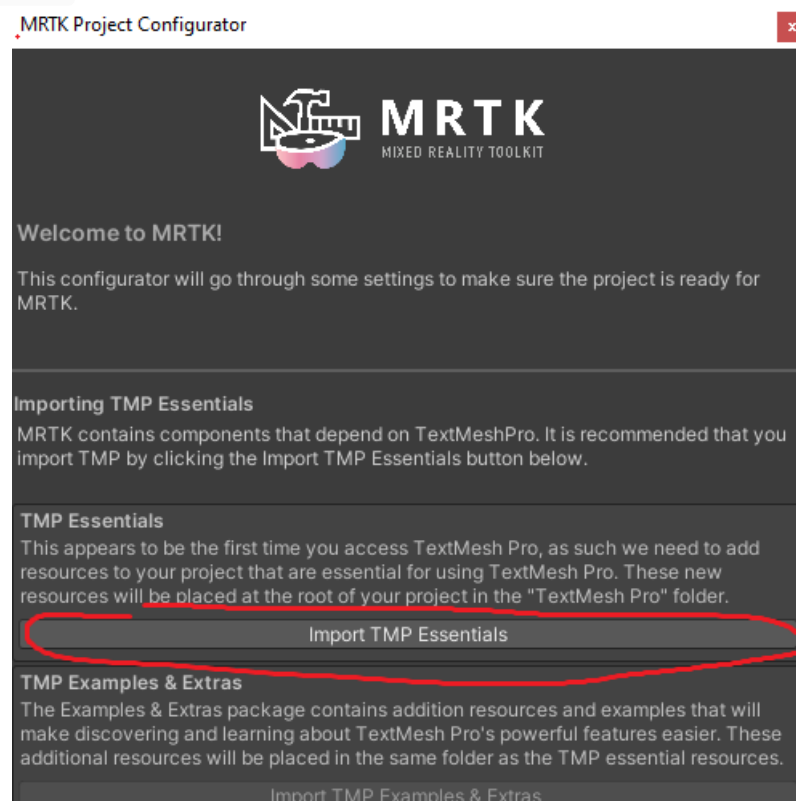 MRTK Project Configurator
x
MRTK
MIXED REALITY TOOLKIT
Welcome to MRTK!
This configurator will go through some settings to make sure the project is ready for
MRTK.
Importing TMP Essentials
MRTK contains components that depend on TextMeshPro. It is recommended that you
import TMP by clicking the Import TMP Essentials button below.
TMP Essentials
This appears to be the first time you access TextMesh Pro, as such we need to add
resources to your project that are essential for using TextMesh Pro. These new
resources will be placed at the root of your project in the "TextMesh Pro" folder.
Import TMP Essentials
TMP Examples & Extras
The Examples & Extras package contains addition resources and examples that will
make discovering and learning about TextMesh Pro's powerful features easier. These
additional resources will be placed in the same folder as the TMP essential resources.
Import TMP Examples & Extras